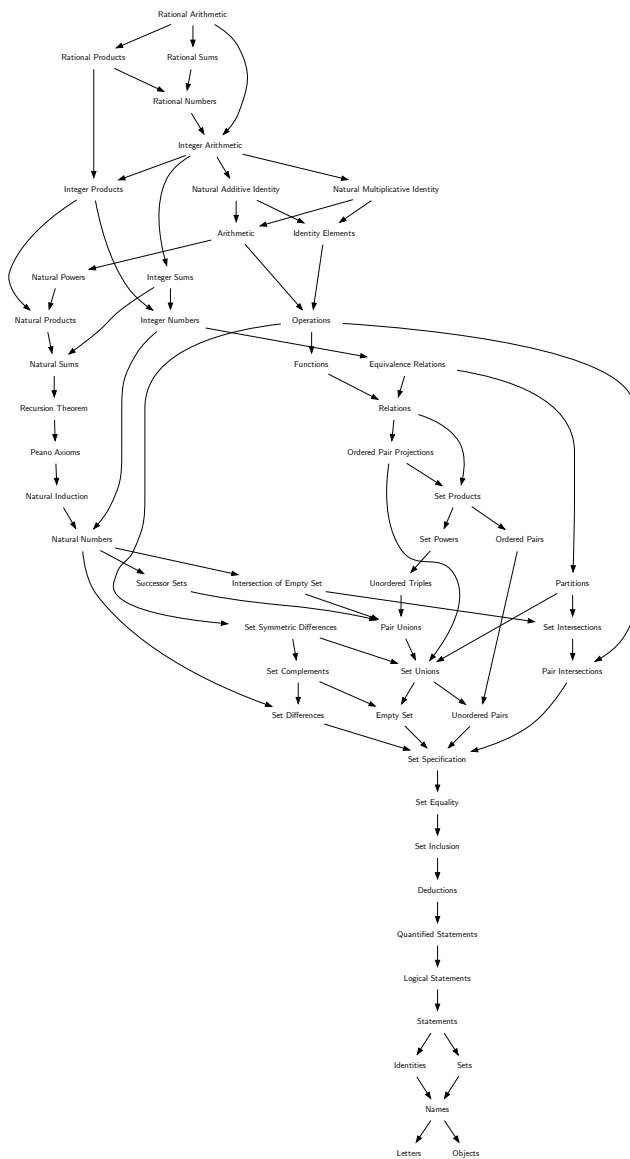 Rational Arithmetic
Rational Products
Rational Sums
Rational Numbers
Integer Arithmetic
Integer Products
Natural Additive Identity
Natural Multiplicative Identity
Arithmetic
Identity Elements
Natural Powers
Integer Sums
Natural Products
Integer Numbers
Operations
Natural Sums
Functions
Equivalence Relations
Recursion Theorem
Relations
Peano Axioms
Ordered Pair Projections
Natural Induction
Set Products
Natural Numbers
Set Powers
Ordered Pairs
Successor Sets
Intersection of Empty Set
Unordered Triples
Partitions
Set Symmetric Differences
Pair Unions
Set Intersections
Set Complements
Set Unions
Pair Intersections
Set Differences
Empty Set
Unordered Pairs
Set Specification
Set Equality
Set Inclusion
Deductions
Quantified Statements
Logical Statements
Statements
Identities
Sets
Names
Letters
Objects